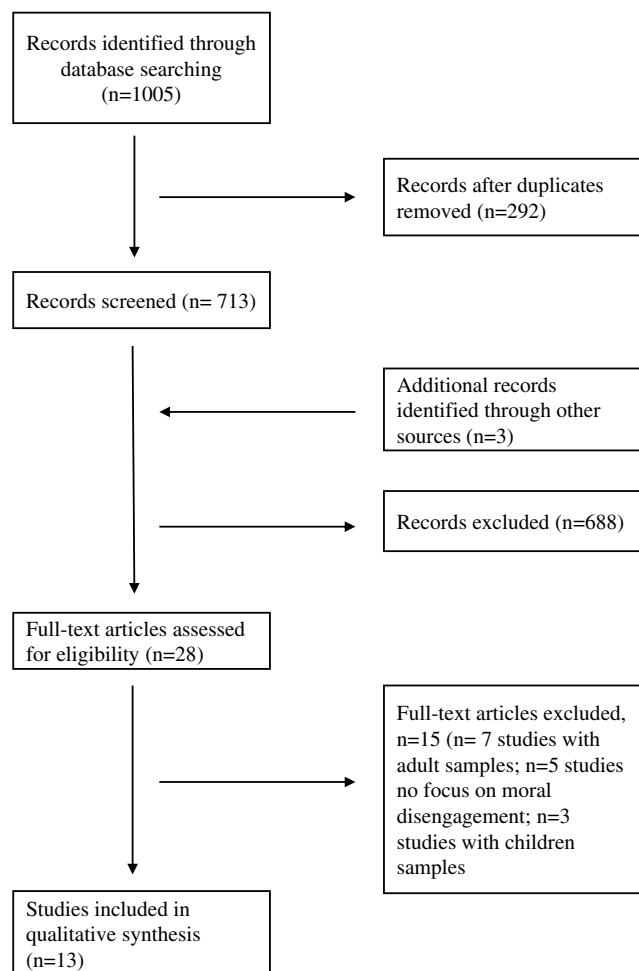 Records identified through
database searching
(n=1005)
Records after duplicates
removed (n=292)
Records screened (n= 713)
Additional records
identified through other
sources (n=3)
Records excluded (n=688)
Full-text articles assessed
for eligibility (n=28)
Full-text articles excluded,
n=15 (n= 7 studies with
adult samples; n=5 studies
no focus on moral
disengagement; n=3
studies with children
samples
Studies included in
qualitative synthesis
(n=13)